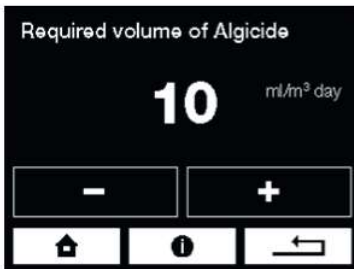 Required volume of Algicide
10 ml/m³ day
− +